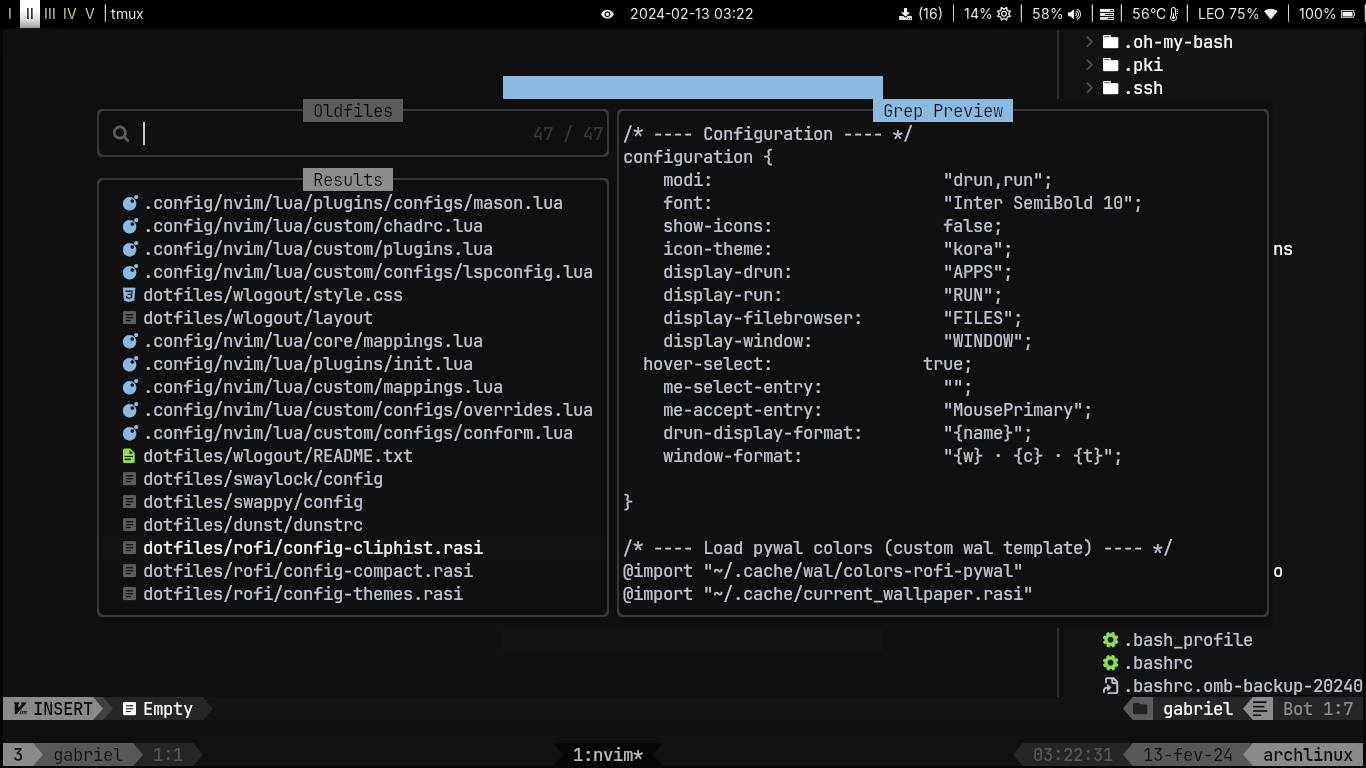 I II III IV V | tmux
2024-02-13 03:22
(16) | 14% | 58% | | 56°C | LEO 75% | 100%
.oh-my-bash
.pki
.ssh
Oldfiles
47 / 47
Results
.config/nvim/lua/plugins/configs/mason.lua
.config/nvim/lua/custom/chadrc.lua
.config/nvim/lua/custom/plugins.lua
.config/nvim/lua/custom/configs/lspconfig.lua
dotfiles/wlogout/style.css
dotfiles/wlogout/layout
.config/nvim/lua/core/mappings.lua
.config/nvim/lua/plugins/init.lua
.config/nvim/lua/custom/mappings.lua
.config/nvim/lua/custom/configs/overrides.lua
.config/nvim/lua/custom/configs/conform.lua
dotfiles/wlogout/README.txt
dotfiles/swaylock/config
dotfiles/swappy/config
dotfiles/dunst/dunstrc
dotfiles/rofi/config-cliphist.rasi
dotfiles/rofi/config-compact.rasi
dotfiles/rofi/config-themes.rasi
Grep Preview
/* ---- Configuration ---- */
configuration {
    modi:                       "drun,run";
    font:                       "Inter SemiBold 10";
    show-icons:                 false;
    icon-theme:                 "kora";
    display-drun:               "APPS";
    display-run:                "RUN";
    display-filebrowser:        "FILES";
    display-window:             "WINDOW";
  hover-select:               true;
    me-select-entry:            "";
    me-accept-entry:            "MousePrimary";
    drun-display-format:        "{name}";
    window-format:              "{w} · {c} · {t}";
}
/* ---- Load pywal colors (custom wal template) ---- */
@import "~/.cache/wal/colors-rofi-pywal"
@import "~/.cache/current_wallpaper.rasi"
ns
o
.bash_profile
.bashrc
.bashrc.omb-backup-20240
INSERT
Empty
gabriel
Bot 1:7
3 gabriel 1:1
1:nvim*
03:22:31 13-fev-24 archlinux